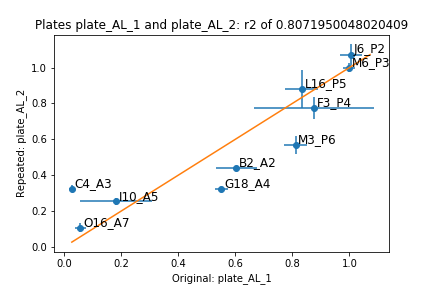 Plates plate_AL_1 and plate_AL_2: r2 of 0.8071950048020409
J6_P2
M6_P3
L16_P5
F3_P4
M3_P6
B2_A2
C4_A3
G18_A4
J10_A5
O16_A7
1.0
0.8
0.6
0.4
0.2
0.0
Repeated: plate_AL_2
0.0 0.2 0.4 0.6 0.8 1.0
Original: plate_AL_1